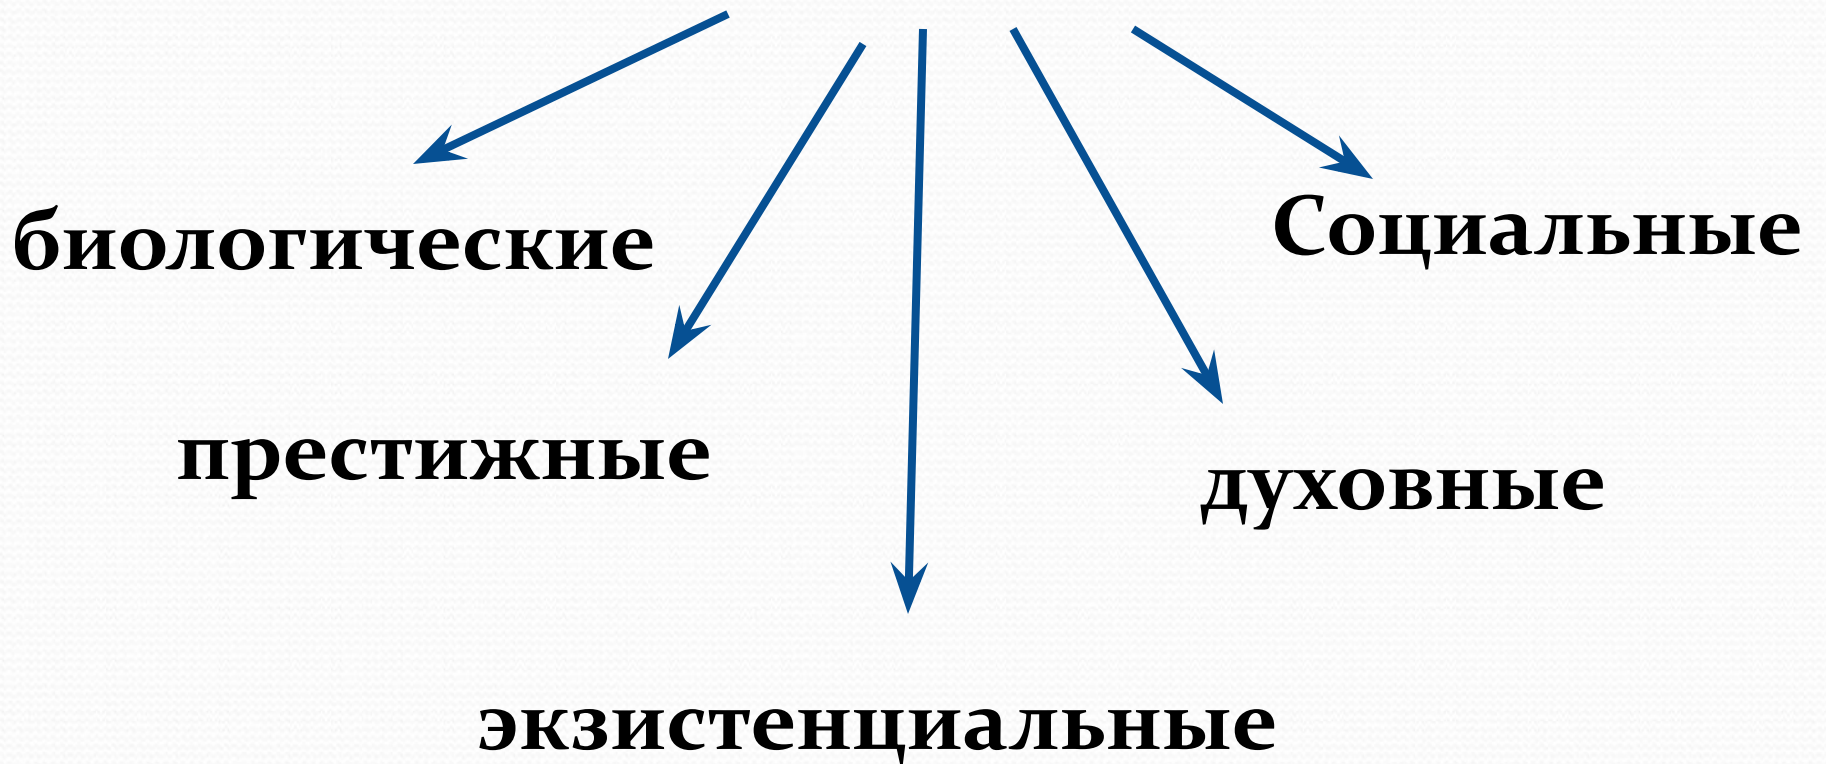 биологические
Социальные
престижные
духовные
экзистенциальные